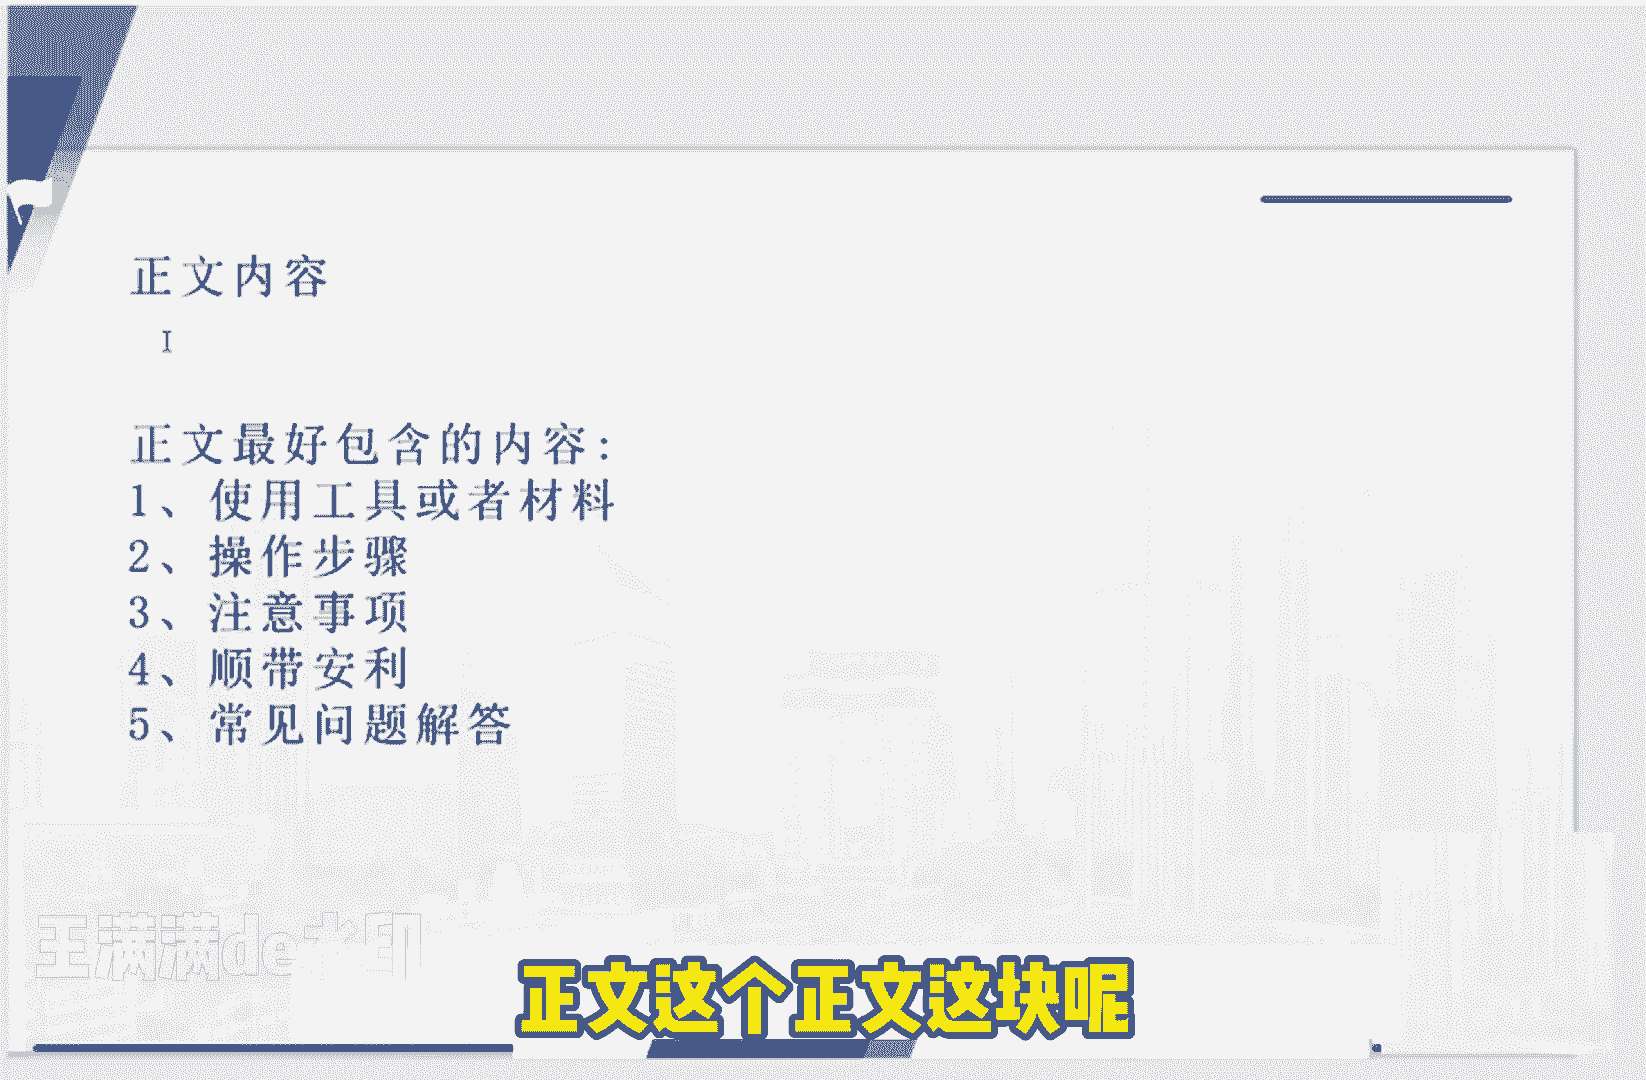 正文内容
正文最好包含的内容:
1、使用工具或者材料
2、操作步骤
3、注意事项
4、顺带安利
5、常见问题解答
王满满de水印
正文这个正文这块呢